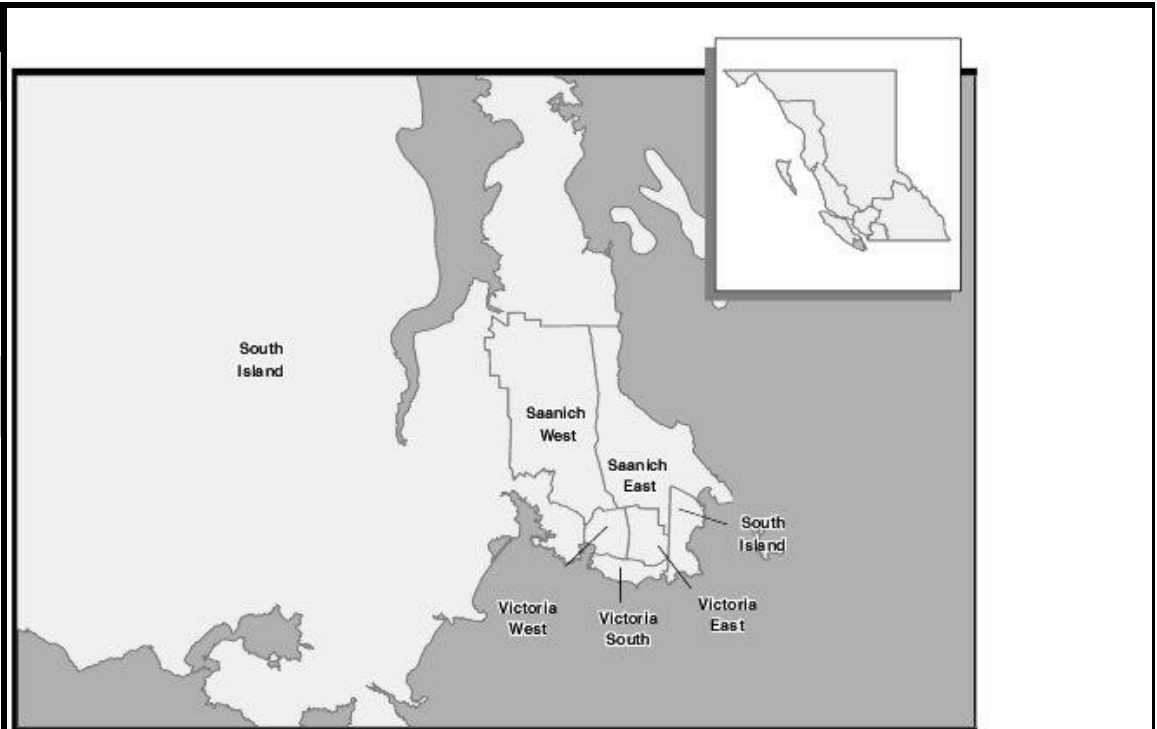 South
Island
Saanich
West
Saanich
East
South
Island
Victoria
West
Victoria
South
Victoria
East